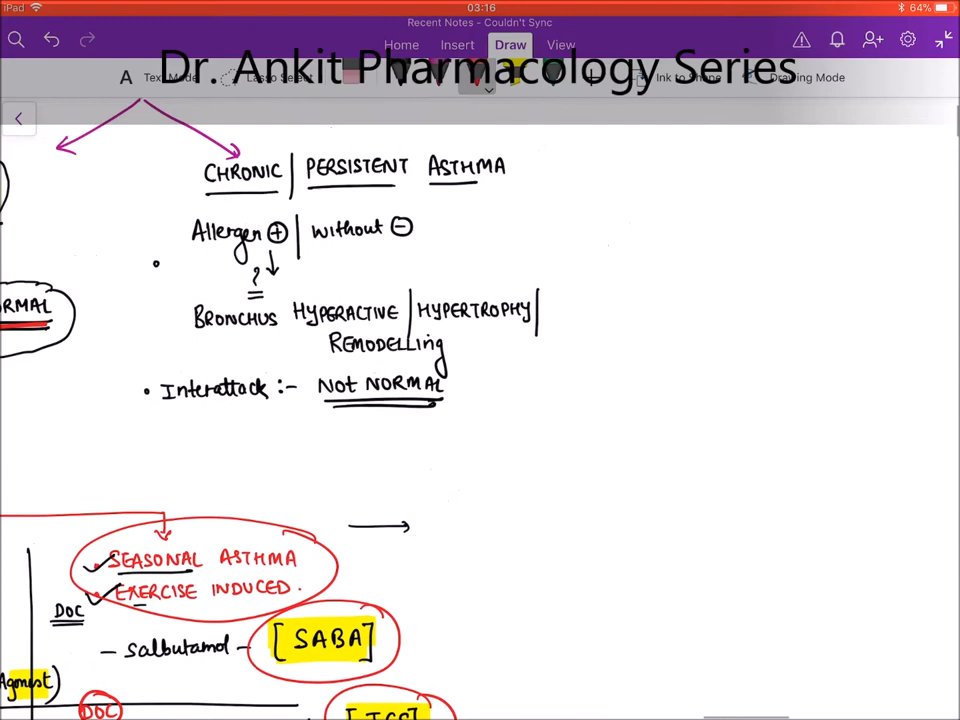 iPad 03:16 64%
Recent Notes - Couldn't Sync
Home Insert Draw View
Dr. Ankit Pharmacology Series
A Text Mode Lasso Select Ink to Shape Drawing Mode
CHRONIC | PERSISTENT ASTHMA
Allergen + | without -
?
BRONCHUS HYPERACTIVE | HYPERTROPHY |
REMODELLing
RMAL
• Interattack :- NOT NORMAL
• SEASONAL ASTHMA
• EXERCISE INDUCED.
DOC
- salbutamol - [SABA]
Agonist)
DOC
[ICS]